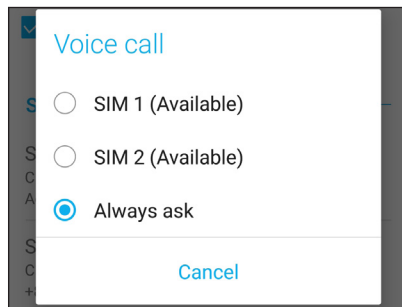 Voice call
SIM 1 (Available)
SIM 2 (Available)
Always ask
Cancel